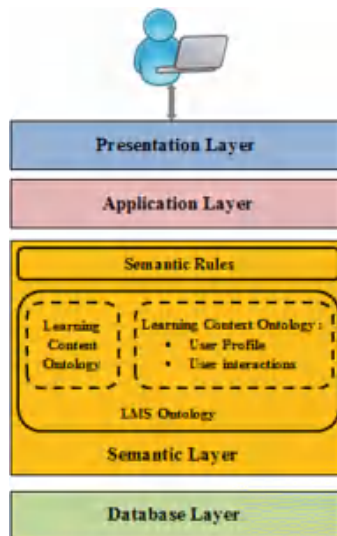 Presentation Layer
Application Layer
Semantic Rules
Learning
Content
Ontology
Learning Context Ontology :
• User Profile
• User interactions
LMS Ontology
Semantic Layer
Database Layer